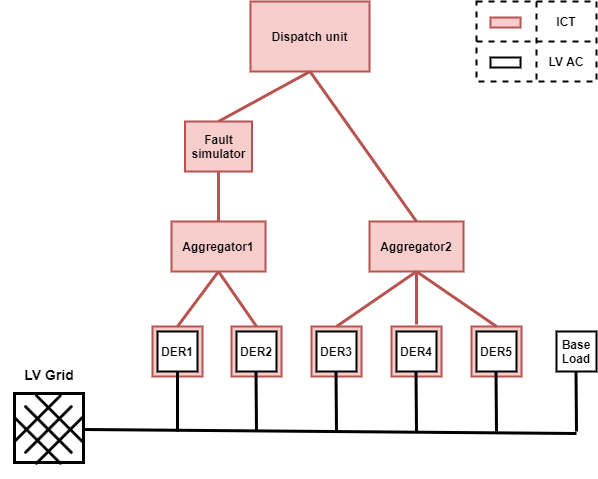 Dispatch unit
ICT
LV AC
Fault
simulator
Aggregator1
Aggregator2
DER1
DER2
DER3
DER4
DER5
Base
Load
LV Grid